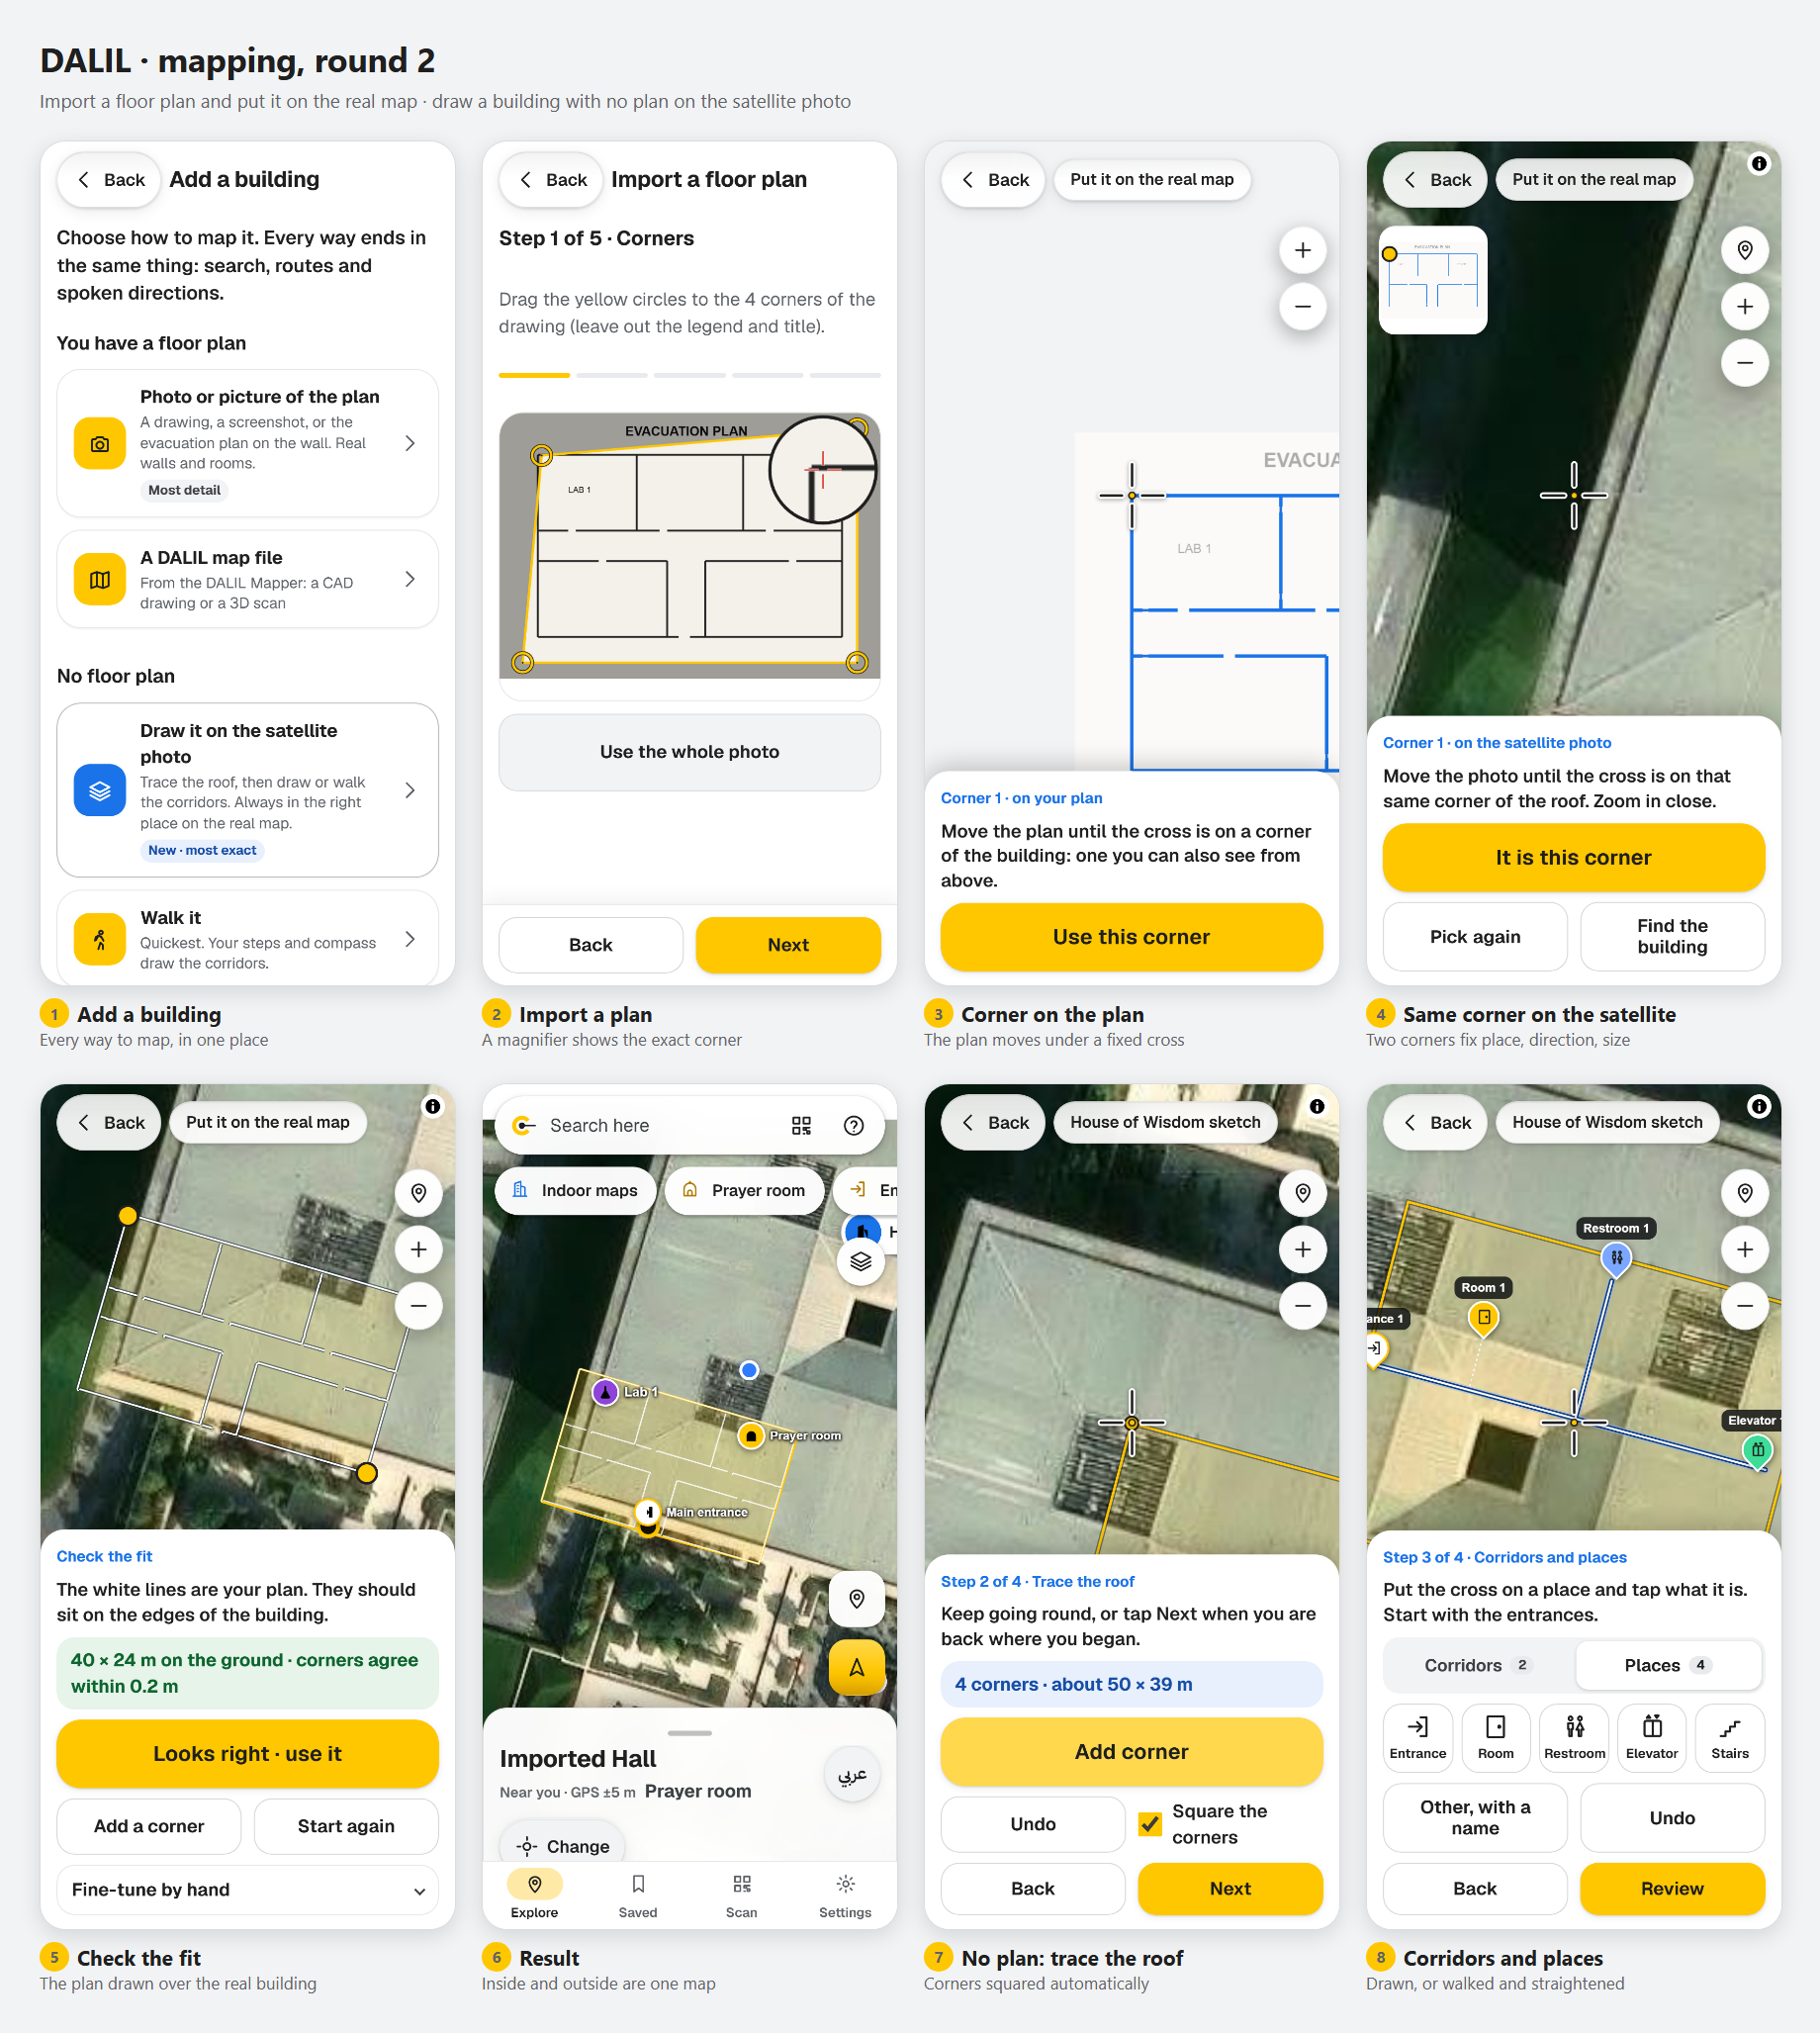 DALIL · mapping, round 2
Import a floor plan and put it on the real map · draw a building with no plan on the satellite photo
Back
Add a building
Choose how to map it. Every way ends in
the same thing: search, routes and
spoken directions.
You have a floor plan
Photo or picture of the plan
A drawing, a screenshot, or the
evacuation plan on the wall. Real
walls and rooms.
Most detail
A DALIL map file
From the DALIL Mapper: a CAD
drawing or a 3D scan
No floor plan
Draw it on the satellite
photo
Trace the roof, then draw or walk
the corridors. Always in the right
place on the real map.
New · most exact
Walk it
Quickest. Your steps and compass
draw the corridors.
1 Add a building
Every way to map, in one place
Back
Import a floor plan
Step 1 of 5 · Corners
Drag the yellow circles to the 4 corners of the
drawing (leave out the legend and title).
EVACUATION PLAN
LAB 1
Use the whole photo
Back
Next
2 Import a plan
A magnifier shows the exact corner
Back
Put it on the real map
EVACUA
LAB 1
Corner 1 · on your plan
Move the plan until the cross is on a corner
of the building: one you can also see from
above.
Use this corner
3 Corner on the plan
The plan moves under a fixed cross
Back
Put it on the real map
Corner 1 · on the satellite photo
Move the photo until the cross is on that
same corner of the roof. Zoom in close.
It is this corner
Pick again
Find the
building
4 Same corner on the satellite
Two corners fix place, direction, size
Back
Put it on the real map
Check the fit
The white lines are your plan. They should
sit on the edges of the building.
40 × 24 m on the ground · corners agree
within 0.2 m
Looks right · use it
Add a corner
Start again
Fine-tune by hand
5 Check the fit
The plan drawn over the real building
Search here
Indoor maps
Prayer room
En
H
Lab 1
Prayer room
Main entrance
Imported Hall
عربي
Near you · GPS ±5 m Prayer room
Change
Explore
Saved
Scan
Settings
6 Result
Inside and outside are one map
Back
House of Wisdom sketch
Step 2 of 4 · Trace the roof
Keep going round, or tap Next when you are
back where you began.
4 corners · about 50 × 39 m
Add corner
Undo
Square the
corners
Back
Next
7 No plan: trace the roof
Corners squared automatically
Back
House of Wisdom sketch
Restroom 1
Room 1
ance 1
Elevator
Step 3 of 4 · Corridors and places
Put the cross on a place and tap what it is.
Start with the entrances.
Corridors 2
Places 4
Entrance
Room
Restroom
Elevator
Stairs
Other, with a
name
Undo
Back
Review
8 Corridors and places
Drawn, or walked and straightened